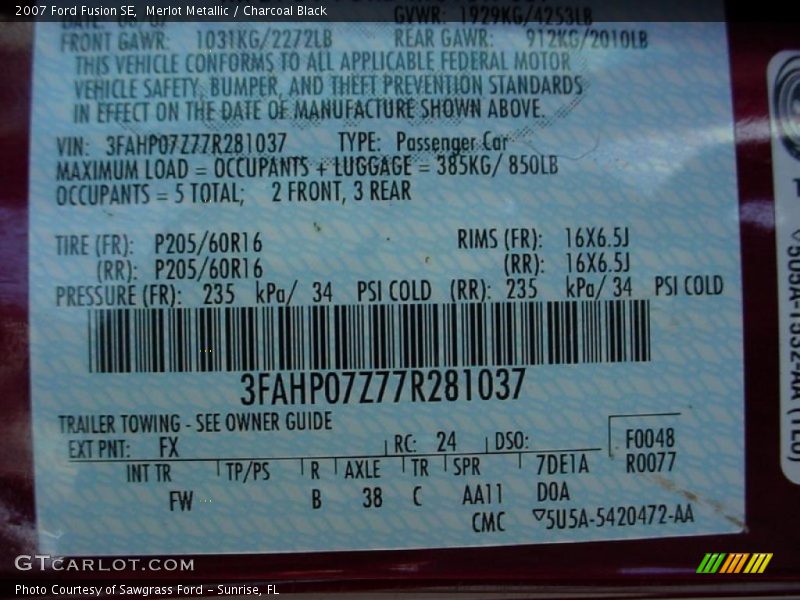 2007 Ford Fusion SE, Merlot Metallic / Charcoal Black
GVWR: 1929KG/4253LB
FRONT GAWR: 1031KG/2272LB REAR GAWR: 912KG/2010LB
THIS VEHICLE CONFORMS TO ALL APPLICABLE FEDERAL MOTOR
VEHICLE SAFETY, BUMPER, AND THEFT PREVENTION STANDARDS
IN EFFECT ON THE DATE OF MANUFACTURE SHOWN ABOVE.
VIN: 3FAHP07Z77R281037 TYPE: Passenger Car
MAXIMUM LOAD = OCCUPANTS + LUGGAGE = 385KG/ 850LB
OCCUPANTS = 5 TOTAL; 2 FRONT, 3 REAR
TIRE (FR): P205/60R16 RIMS (FR): 16X6.5J
(RR): P205/60R16 (RR): 16X6.5J
PRESSURE (FR): 235 kPa/ 34 PSI COLD (RR): 235 kPa/ 34 PSI COLD
3FAHP07Z77R281037
TRAILER TOWING - SEE OWNER GUIDE
EXT PNT: FX RC: 24 DSO: F0048
INT TR TP/PS R AXLE TR SPR 7DE1A R0077
FW B 38 C AA11 D0A
CMC ▽5U5A-5420472-AA
GTCARLOT.COM
Photo Courtesy of Sawgrass Ford - Sunrise, FL